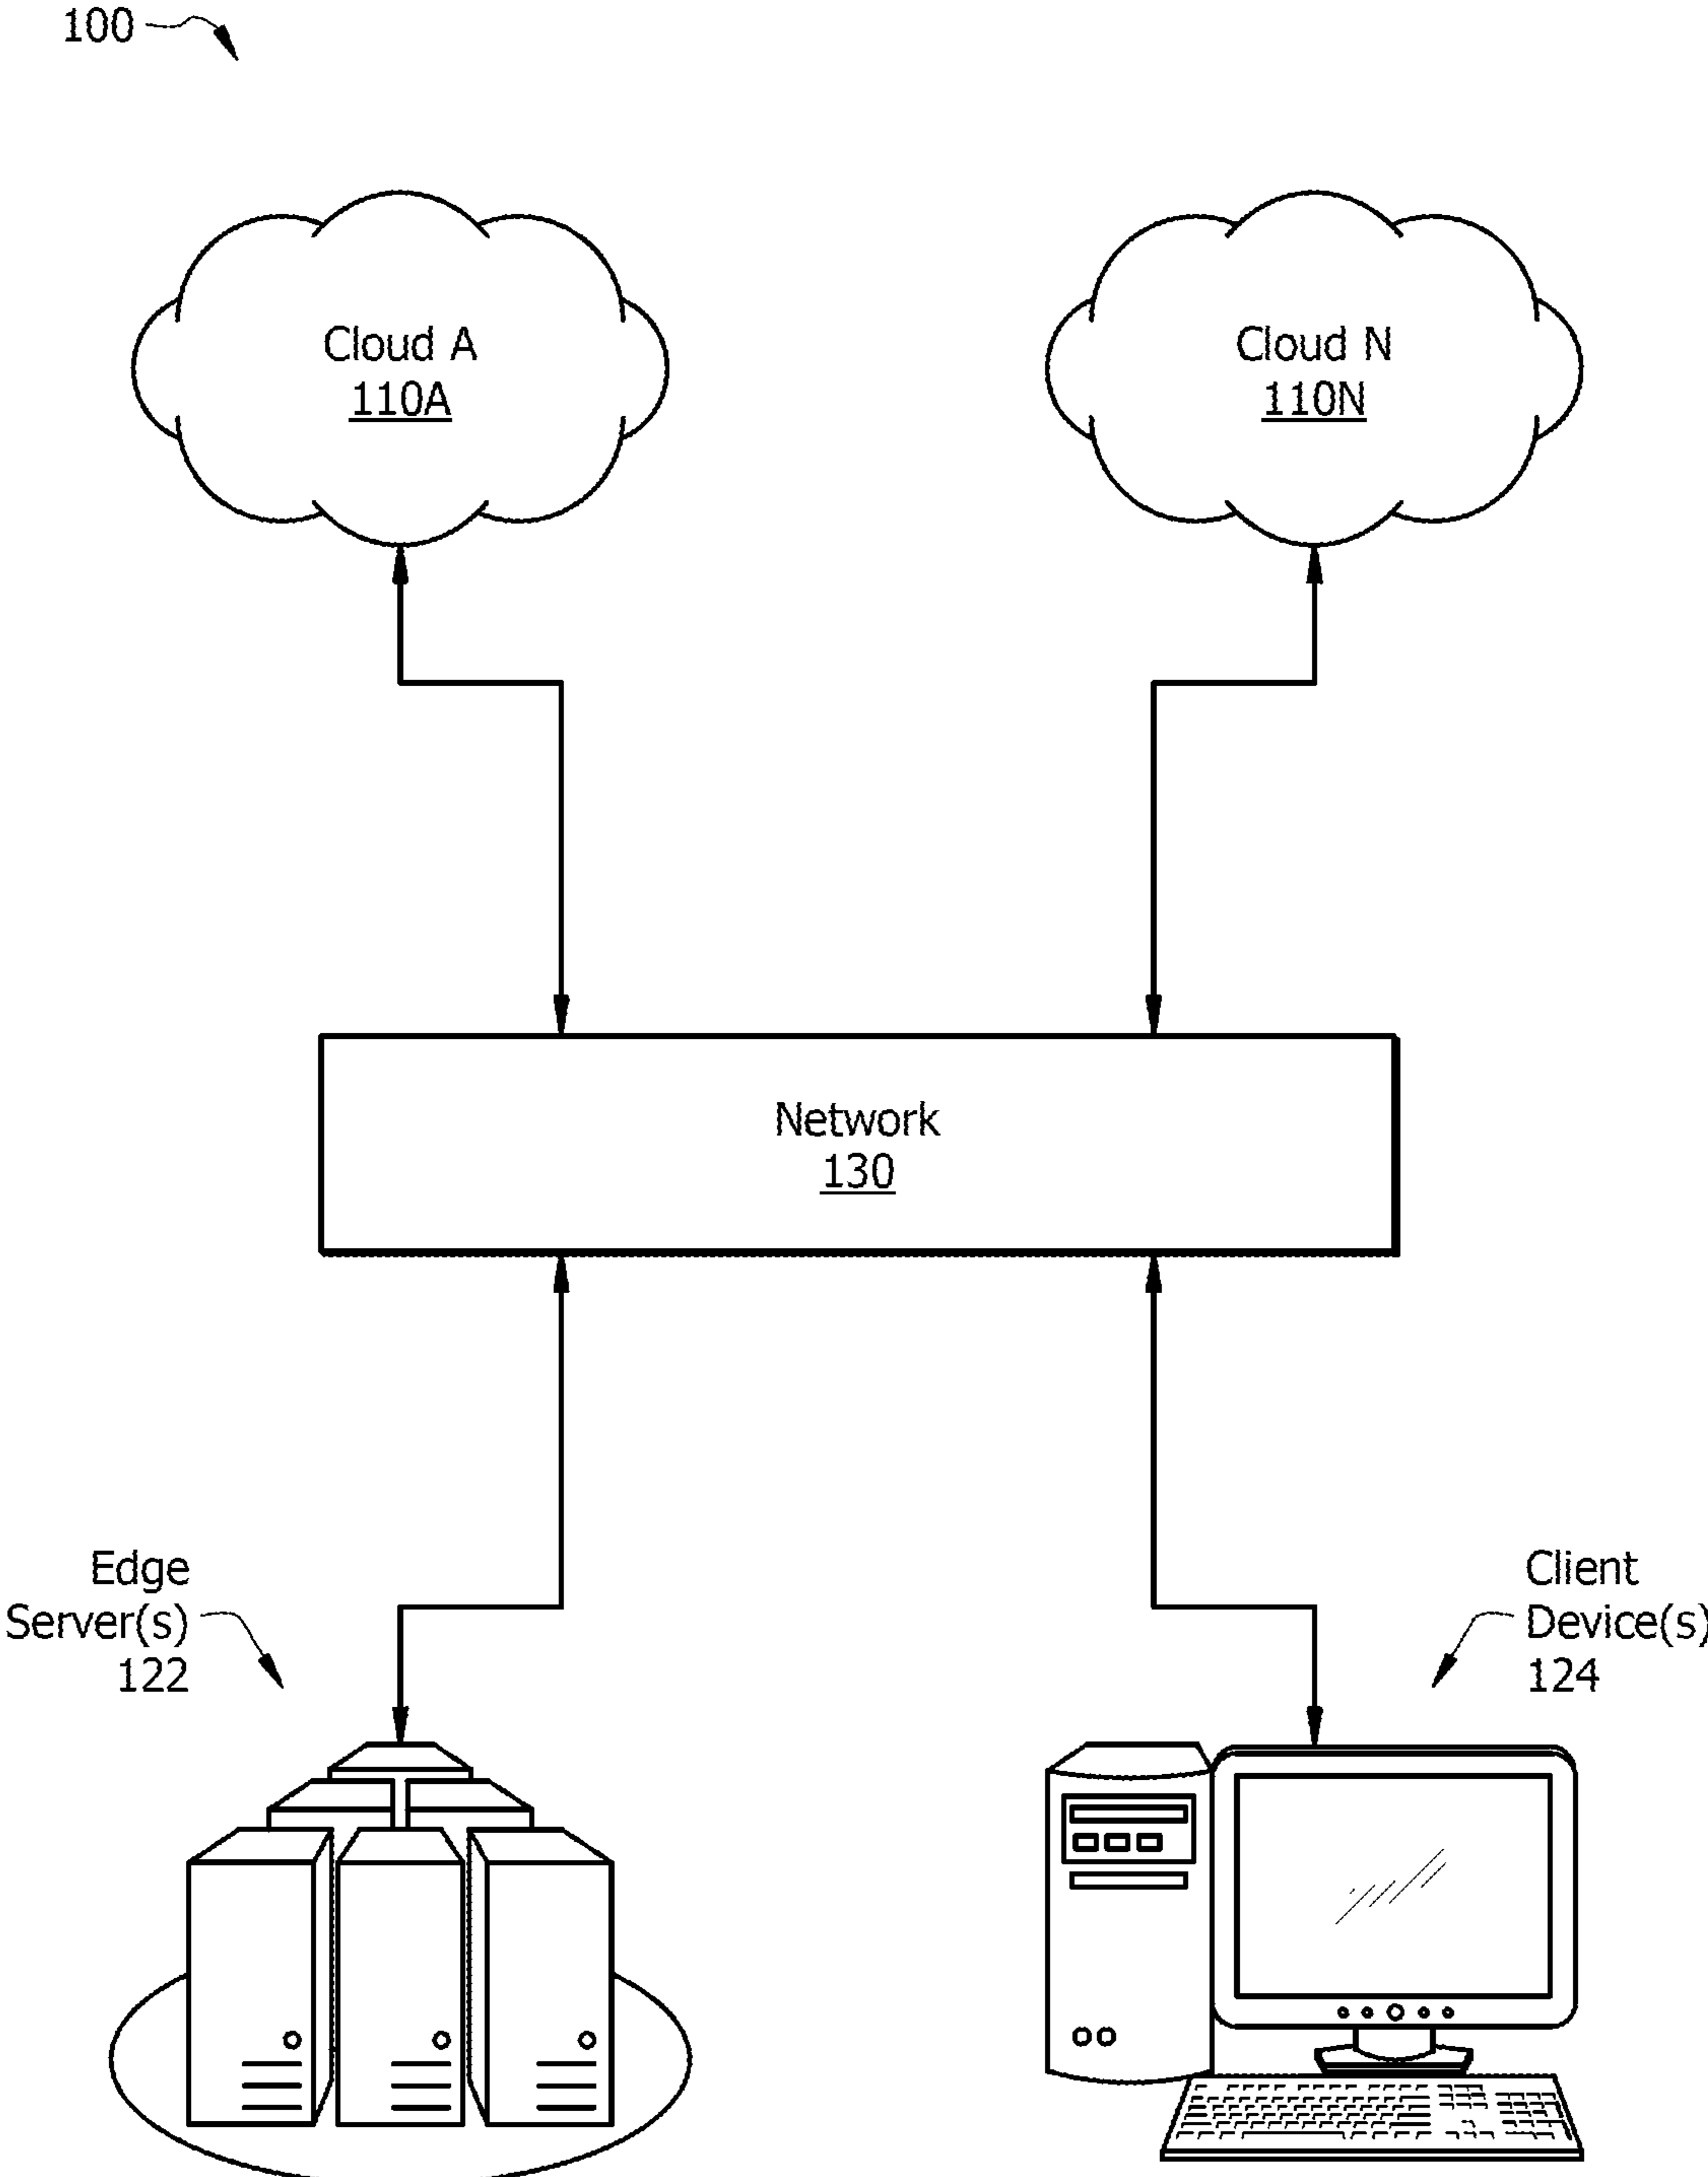 100
Cloud A
110A
Cloud N
110N
Network
130
Edge
Server(s)
122
Client
Device(s)
124